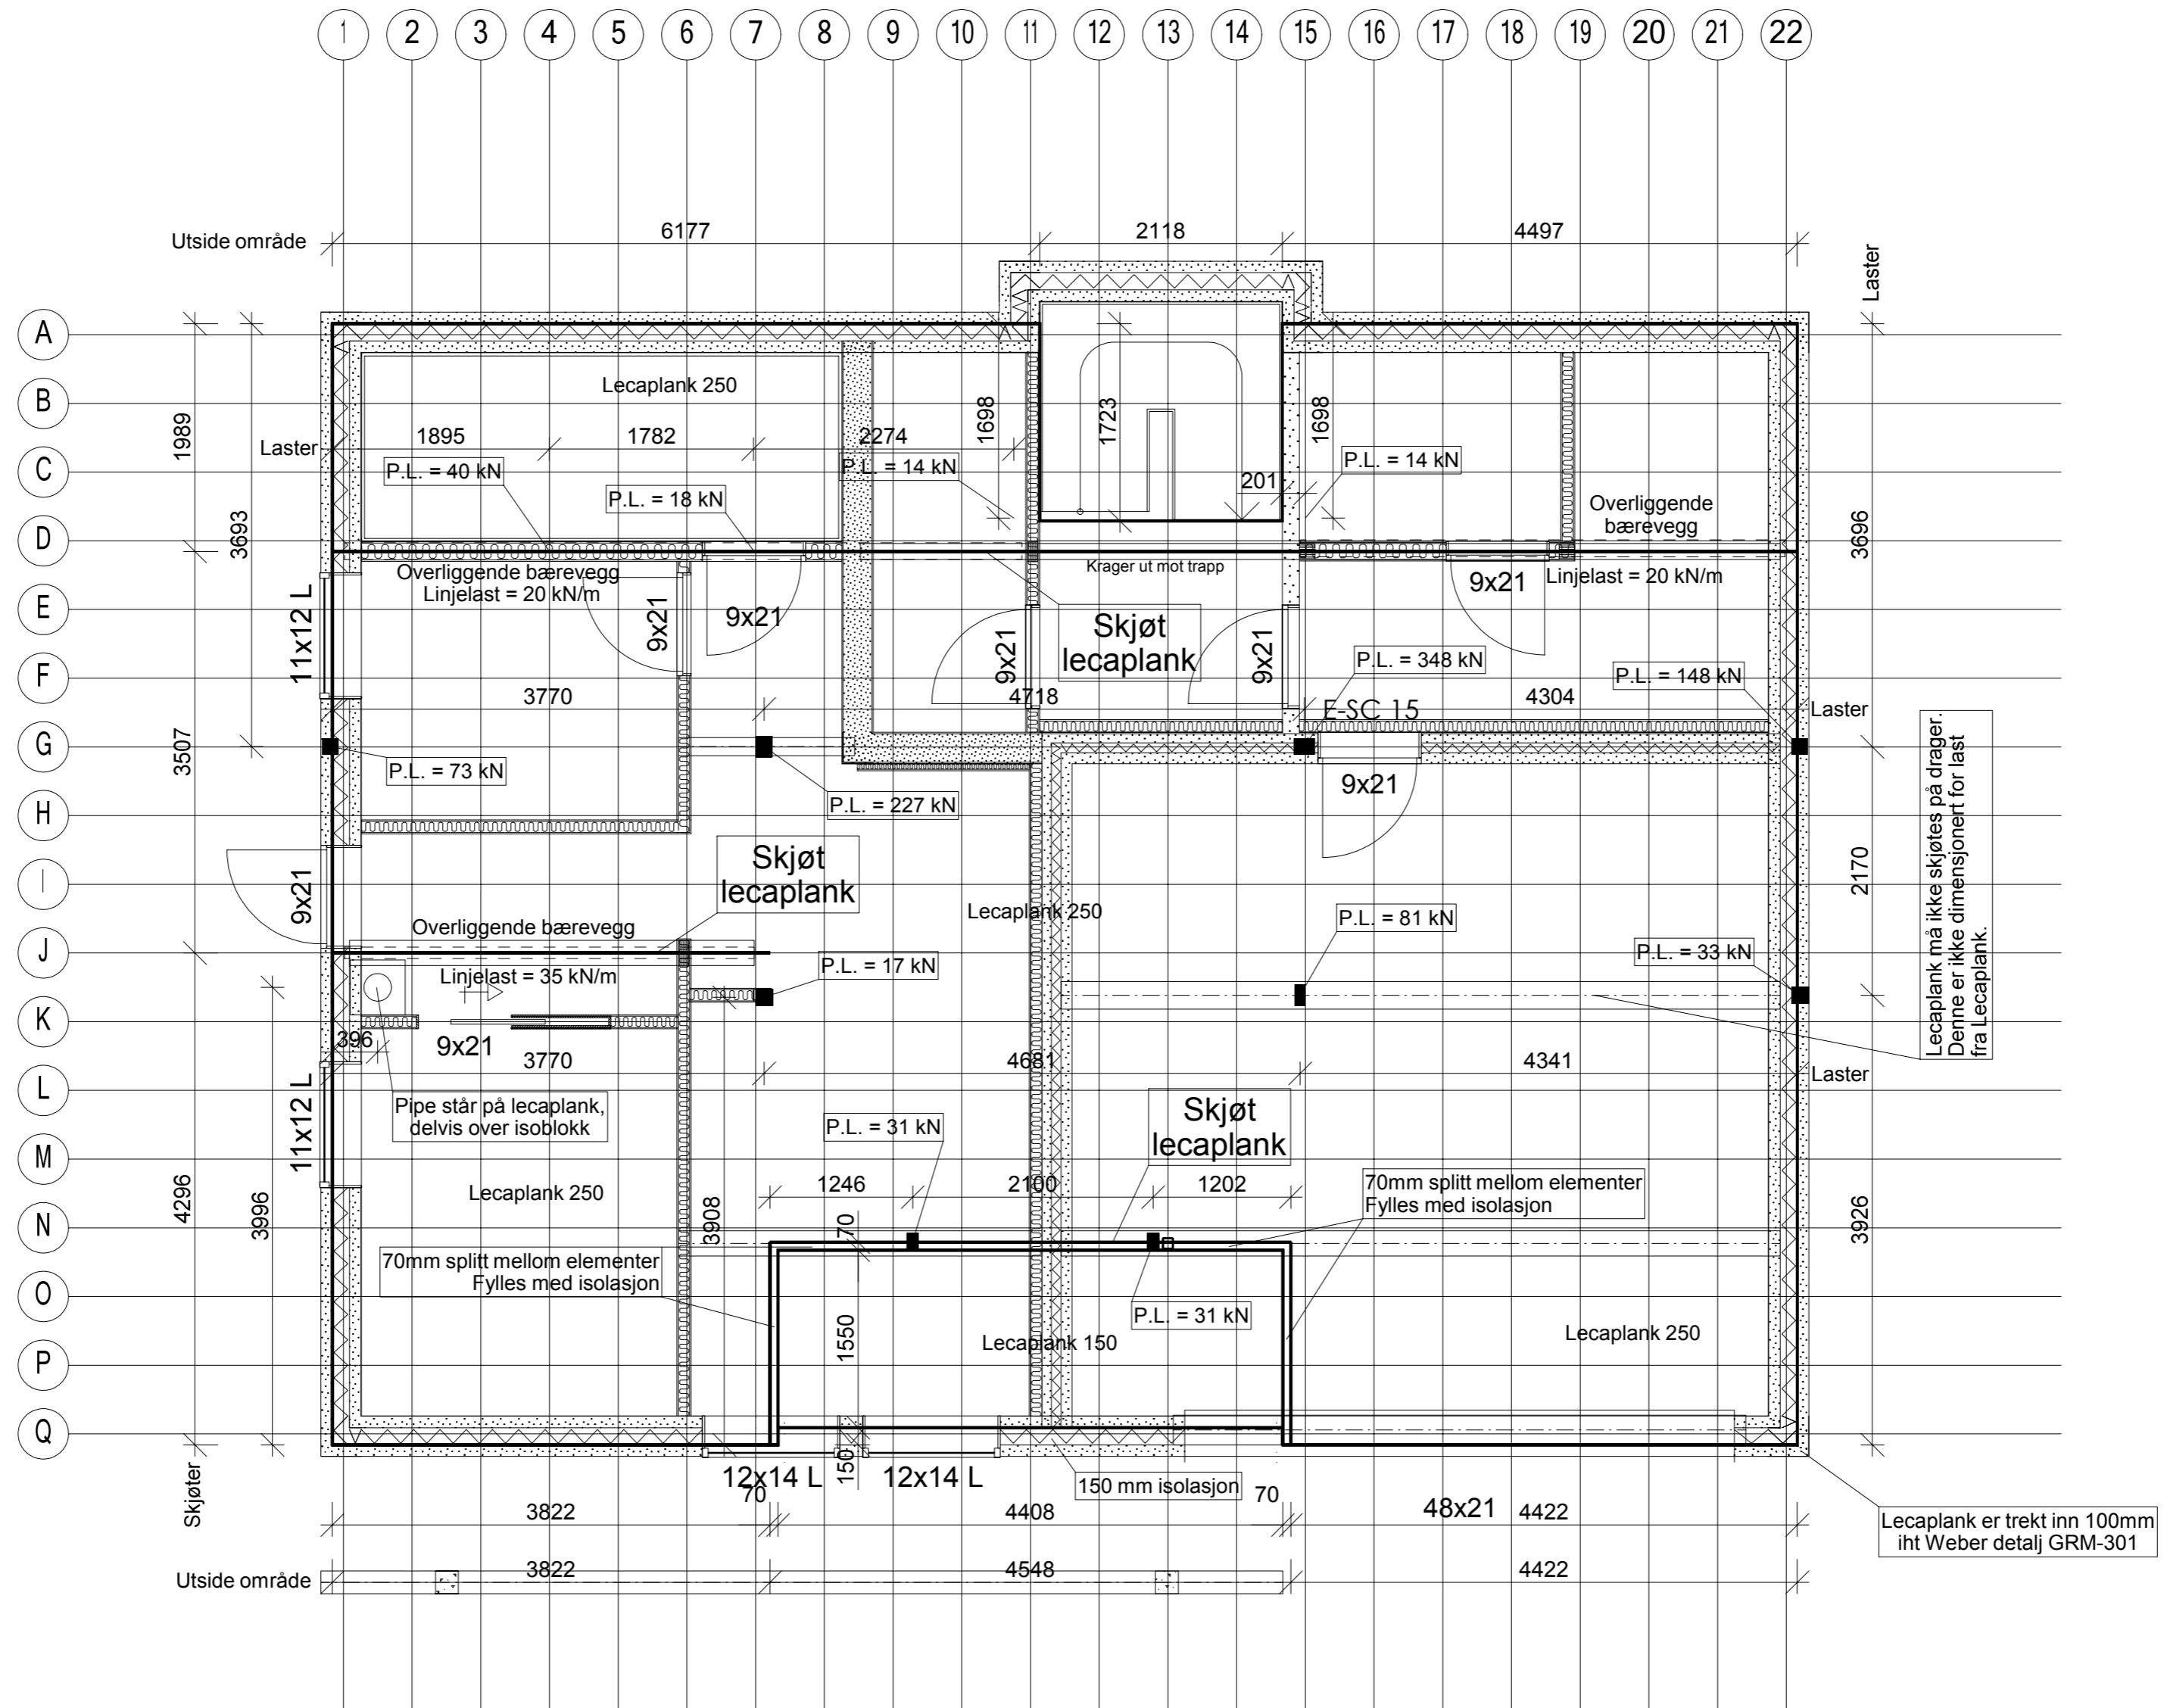 1 2 3 4 5 6 7 8 9 10 11 12 13 14 15 16 17 18 19 20 21 22
Utside område
6177
2118
4497
Laster
A
B
C
D
E
F
G
H
I
J
K
L
M
N
O
P
Q
1989
3693
3507
4296
3996
Skjøter
Laster
Lecaplank 250
1895
1782
2274
P.L. = 40 kN
P.L. = 18 kN
P.L. = 14 kN
1698
1723
1698
201
P.L. = 14 kN
Overliggende
bærevegg
Linjelast = 20 kN/m
3696
Overliggende bærevegg
Linjelast = 20 kN/m
Krager ut mot trapp
11x12 L
9x21
9x21
9x21
9x21
9x21
Skjøt
lecaplank
P.L. = 348 kN
P.L. = 148 kN
3770
4718
4304
E-SC 15
Laster
P.L. = 73 kN
P.L. = 227 kN
9x21
9x21
Skjøt
lecaplank
Lecaplank 250
Overliggende bærevegg
Linjelast = 35 kN/m
P.L. = 17 kN
P.L. = 81 kN
P.L. = 33 kN
2170
Lecaplank må ikke skjøtes på drager.
Denne er ikke dimensjonert for last
fra Lecaplank.
396
9x21
3770
4681
4341
Laster
11x12 L
Pipe står på lecaplank,
delvis over isoblokk
P.L. = 31 kN
Skjøt
lecaplank
1246
2100
1202
70mm splitt mellom elementer
Fylles med isolasjon
Lecaplank 250
3908
70
3926
70mm splitt mellom elementer
Fylles med isolasjon
P.L. = 31 kN
1550
Lecaplank 150
Lecaplank 250
150
12x14 L
12x14 L
150 mm isolasjon
70
70
48x21
3822
4408
4422
Lecaplank er trekt inn 100mm
iht Weber detalj GRM-301
Utside område
3822
4548
4422